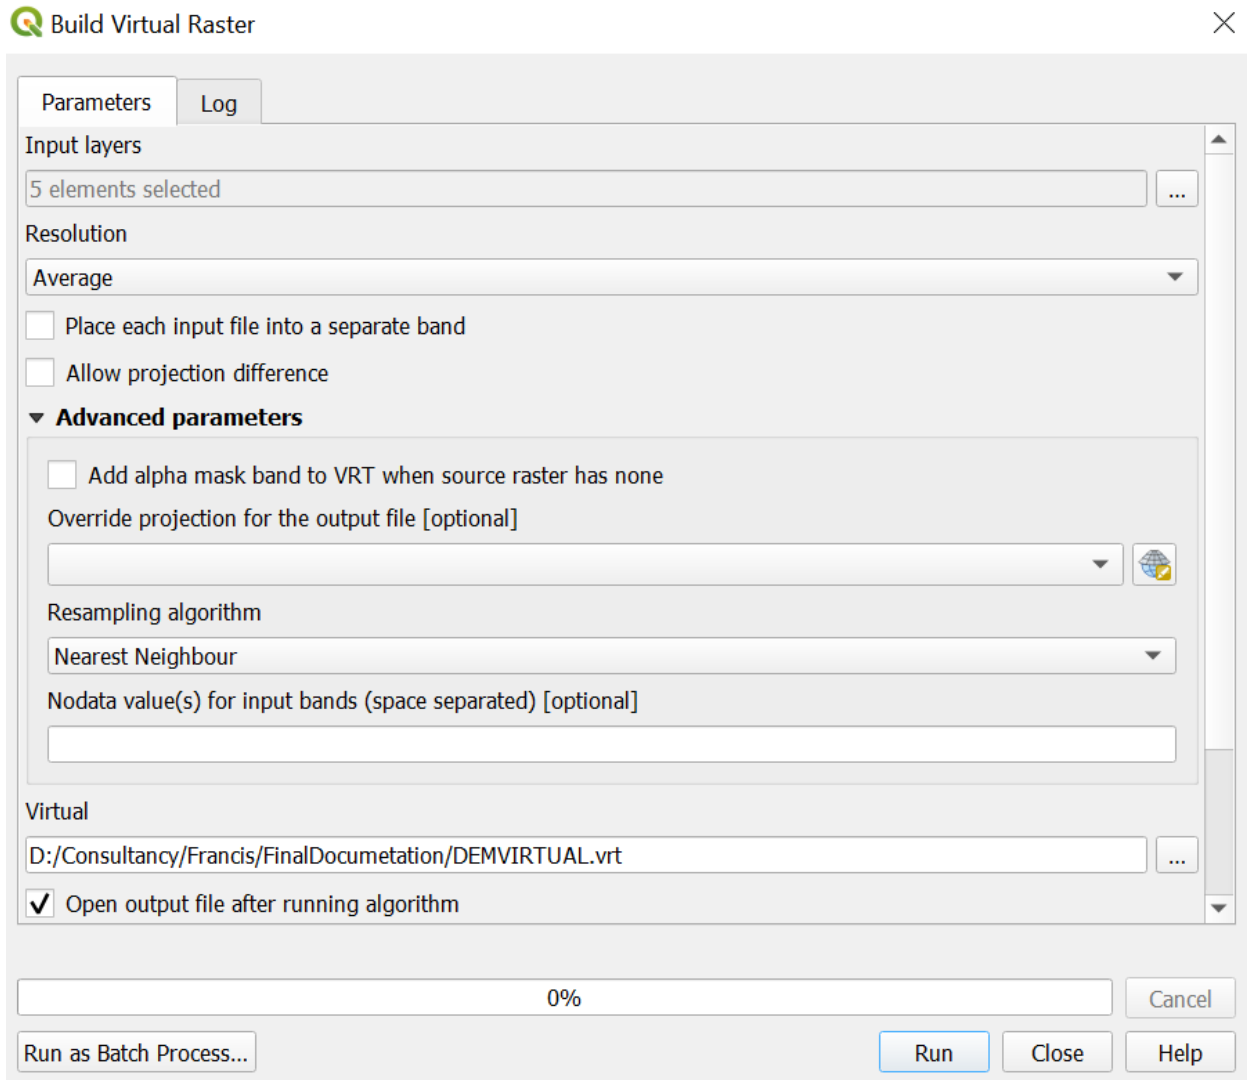 Build Virtual Raster
Parameters
Log
Input layers
5 elements selected
...
Resolution
Average
Place each input file into a separate band
Allow projection difference
Advanced parameters
Add alpha mask band to VRT when source raster has none
Override projection for the output file [optional]
Resampling algorithm
Nearest Neighbour
Nodata value(s) for input bands (space separated) [optional]
Virtual
D:/Consultancy/Francis/FinalDocumetation/DEMVIRTUAL.vrt
...
Open output file after running algorithm
0%
Cancel
Run as Batch Process...
Run
Close
Help